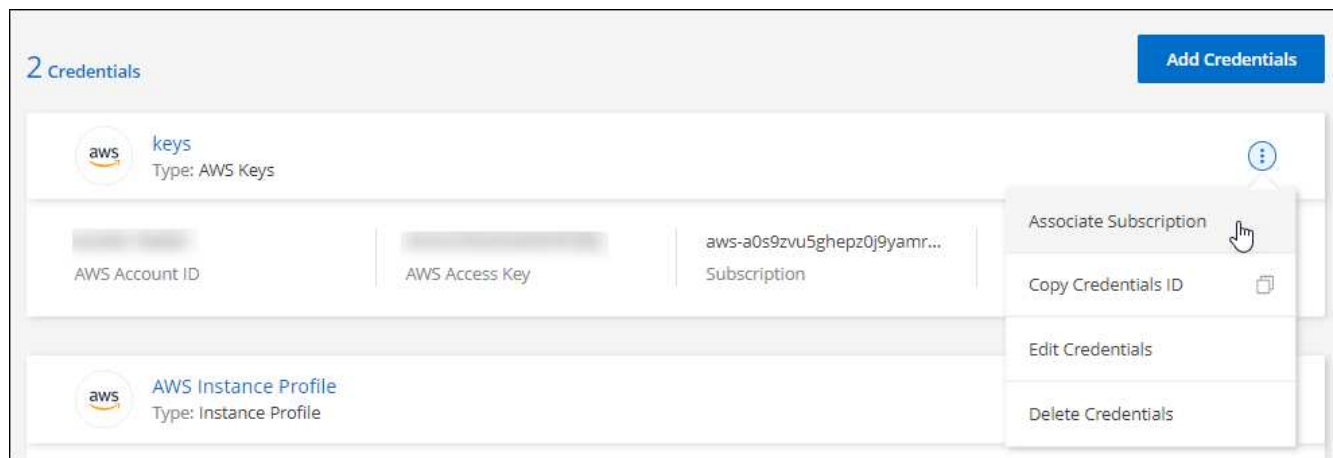 2 Credentials
Add Credentials
aws
keys
Type: AWS Keys
Associate Subscription
aws-a0s9zvu5ghepz0j9yamr...
AWS Account ID
AWS Access Key
Subscription
Copy Credentials ID
Edit Credentials
aws
AWS Instance Profile
Type: Instance Profile
Delete Credentials